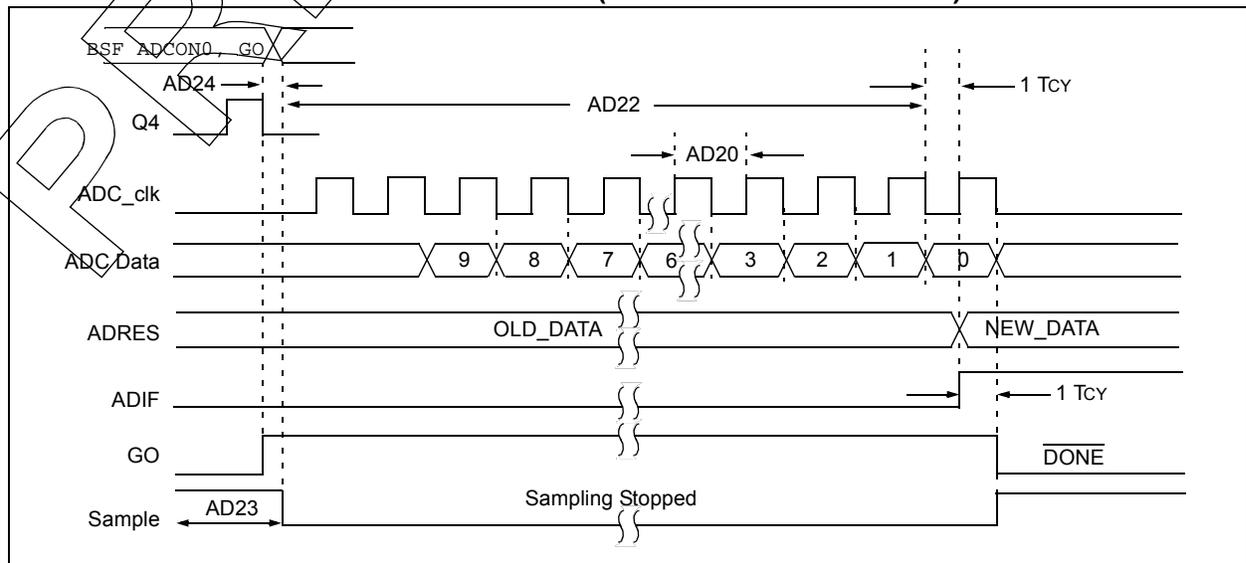 BSF ADCON0, GO
AD24
1 TCY
AD22
Q4
AD20
ADC_clk
ADC Data
9 8 7 6 3 2 1 0
ADRES
OLD_DATA
NEW_DATA
ADIF
1 TCY
GO
DONE
Sampling Stopped
AD23
Sample